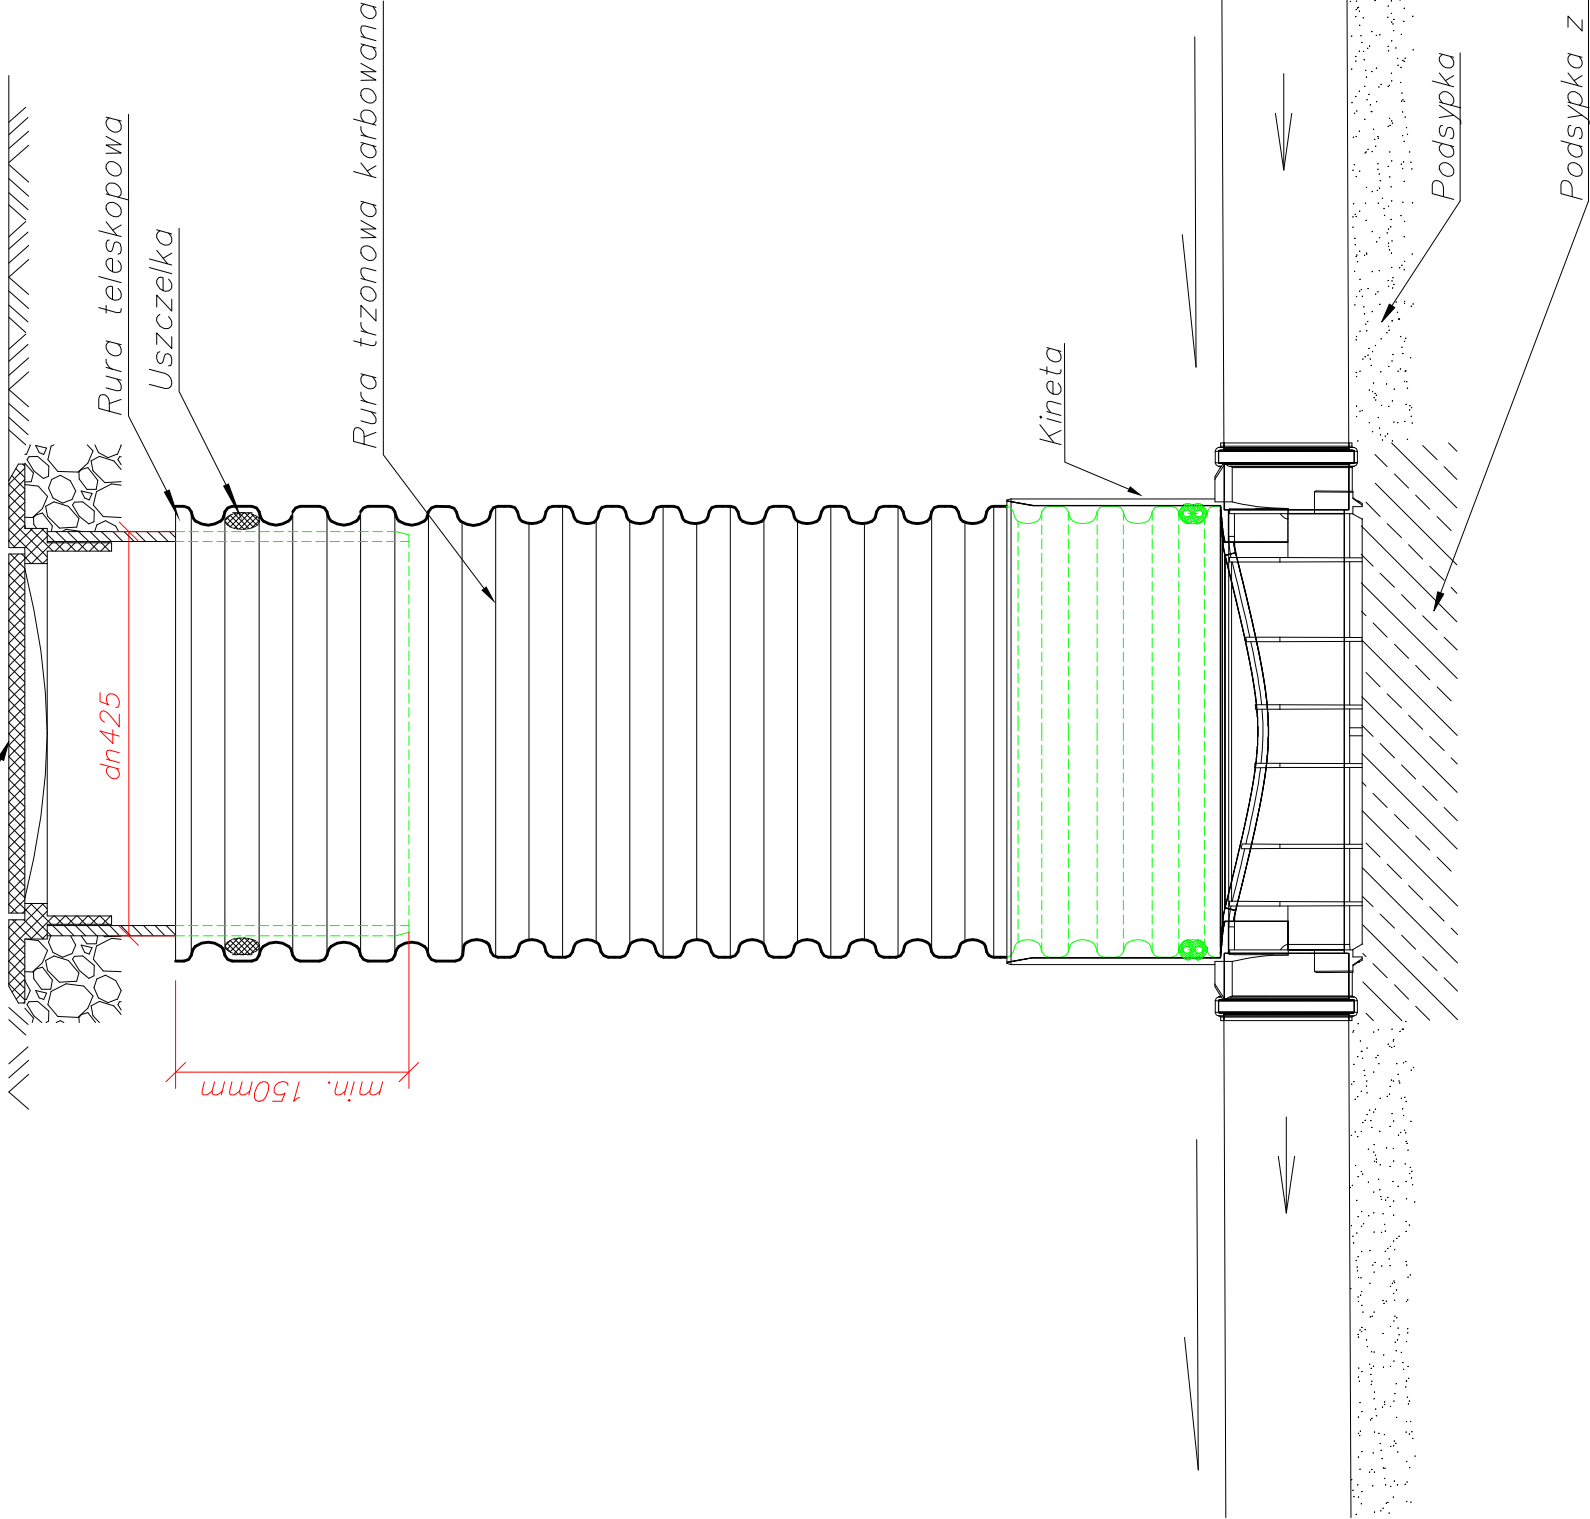 Rura teleskopowa
Uszczelka
Rura trzonowa karbowana
Kineta
Podsypka
Podsypka z
dn425
min. 150mm